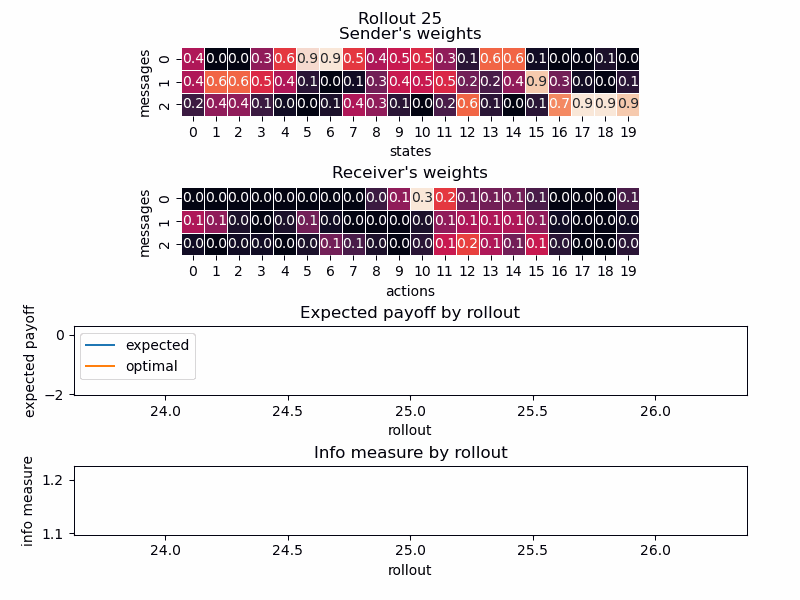 Rollout 25
Sender's weights
messages
0 0.4 0.0 0.0 0.3 0.6 0.9 0.9 0.5 0.4 0.5 0.5 0.3 0.1 0.6 0.6 0.1 0.0 0.0 0.1 0.0
1 0.4 0.6 0.6 0.5 0.4 0.1 0.0 0.1 0.3 0.4 0.5 0.5 0.2 0.2 0.4 0.9 0.3 0.0 0.0 0.1
2 0.2 0.4 0.4 0.1 0.0 0.0 0.1 0.4 0.3 0.1 0.0 0.2 0.6 0.1 0.0 0.1 0.7 0.9 0.9 0.9
0 1 2 3 4 5 6 7 8 9 10 11 12 13 14 15 16 17 18 19
states
Receiver's weights
messages
0 0.0 0.0 0.0 0.0 0.0 0.0 0.0 0.0 0.0 0.1 0.3 0.2 0.1 0.1 0.1 0.1 0.0 0.0 0.0 0.1
1 0.1 0.1 0.0 0.0 0.0 0.1 0.0 0.0 0.0 0.0 0.0 0.1 0.1 0.1 0.1 0.1 0.0 0.0 0.0 0.0
2 0.0 0.0 0.0 0.0 0.0 0.0 0.1 0.1 0.0 0.0 0.0 0.1 0.2 0.1 0.1 0.1 0.0 0.0 0.0 0.0
0 1 2 3 4 5 6 7 8 9 10 11 12 13 14 15 16 17 18 19
actions
Expected payoff by rollout
expected payoff
0
−2
expected
optimal
24.0 24.5 25.0 25.5 26.0
rollout
Info measure by rollout
info measure
1.2
1.1
24.0 24.5 25.0 25.5 26.0
rollout